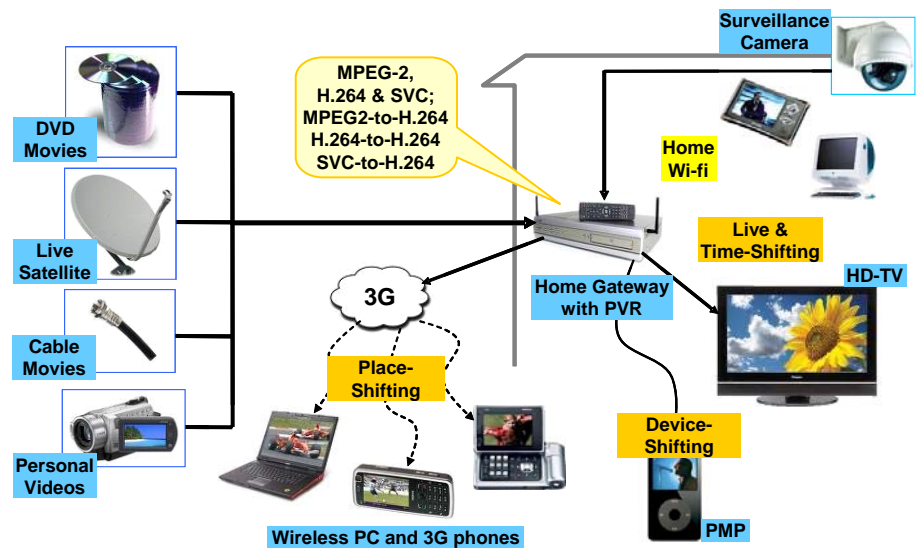 Surveillance
Camera
MPEG-2,
H.264 & SVC;
MPEG2-to-H.264
H.264-to-H.264
SVC-to-H.264
DVD
Movies
Home
Wi-fi
Live
Satellite
Live &
Time-Shifting
Home Gateway
with PVR
HD-TV
3G
Cable
Movies
Place-
Shifting
Device-
Shifting
Personal
Videos
Wireless PC and 3G phones
PMP